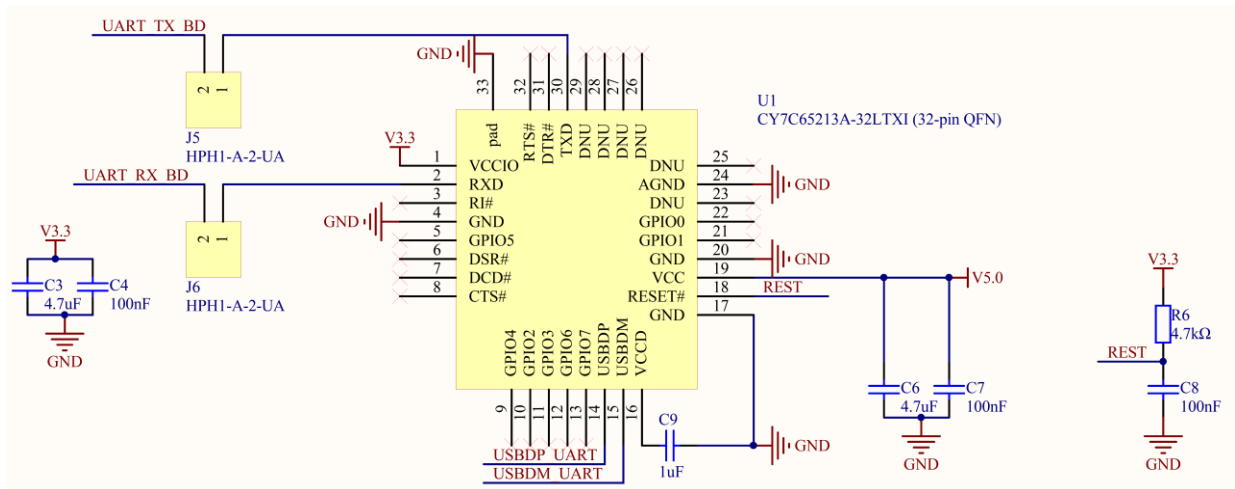 UART_TX_BD
2 1
J5
HPH1-A-2-UA
UART_RX_BD
2 1
J6
HPH1-A-2-UA
V3.3
C3
4.7uF
C4
100nF
GND
GND
V3.3
GND
33 32 31 30 29 28 27 26
pad RTS# DTR# TXD DNU DNU DNU DNU
U1
CY7C65213A-32LTXI (32-pin QFN)
1 VCCIO
2 RXD
3 RI#
4 GND
5 GPIO5
6 DSR#
7 DCD#
8 CTS#
DNU 25
AGND 24 GND
DNU 23
GPIO0 22
GPIO1 21
GND 20 GND
VCC 19 V5.0
RESET# 18 REST
GND 17
GPIO4 GPIO2 GPIO3 GPIO6 GPIO7 USBDP USBDM VCCD
9 10 11 12 13 14 15 16
USBDP_UART
USBDM_UART
C9
1uF
GND
C6
4.7uF
C7
100nF
GND
V3.3
R6
4.7kΩ
REST
C8
100nF
GND